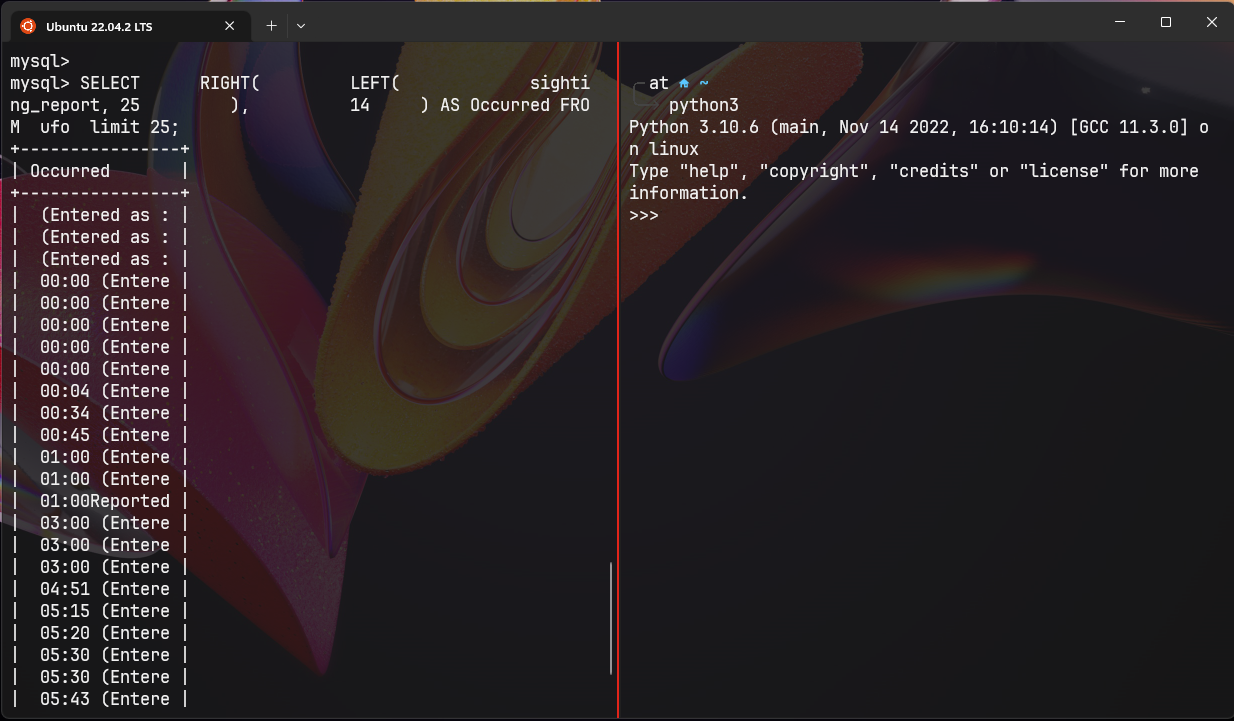 Ubuntu 22.04.2 LTS
mysql>
mysql> SELECT      RIGHT(         LEFT(             sighti
ng_report, 25         ),          14     ) AS Occurred FRO
M  ufo  limit 25;
+----------------+
| Occurred       |
+----------------+
|  (Entered as : |
|  (Entered as : |
|  (Entered as : |
|  00:00 (Entere |
|  00:00 (Entere |
|  00:00 (Entere |
|  00:00 (Entere |
|  00:00 (Entere |
|  00:04 (Entere |
|  00:34 (Entere |
|  00:45 (Entere |
|  01:00 (Entere |
|  01:00 (Entere |
|  01:00Reported |
|  03:00 (Entere |
|  03:00 (Entere |
|  03:00 (Entere |
|  04:51 (Entere |
|  05:15 (Entere |
|  05:20 (Entere |
|  05:30 (Entere |
|  05:30 (Entere |
|  05:43 (Entere |
at ~
python3
Python 3.10.6 (main, Nov 14 2022, 16:10:14) [GCC 11.3.0] o
n linux
Type "help", "copyright", "credits" or "license" for more
information.
>>>